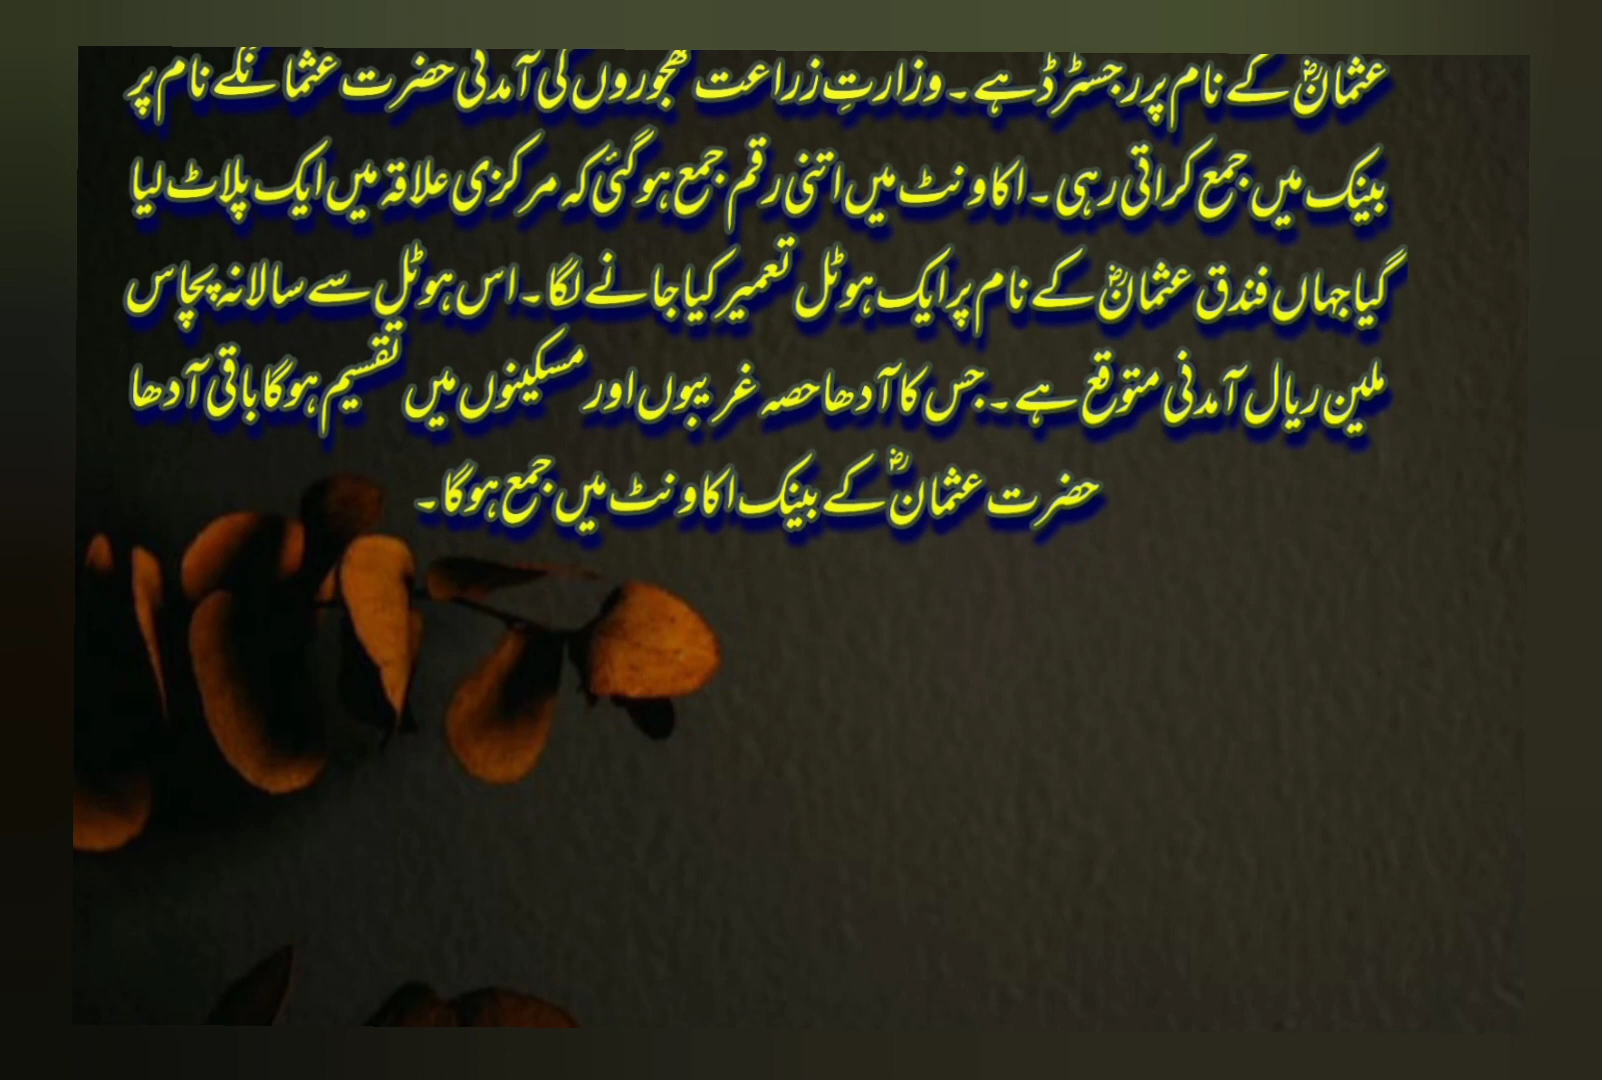 عثمانؓ کے نام پر رجسٹرڈ ہے۔ وزارتِ زراعت کھجوروں کی آمدنی حضرت عثمانکے نام پر
بینک میں جمع کراتی رہی۔ اکاونٹ میں اتنی رقم جمع ہو گئی کہ مرکزی علاقہ میں ایک پلاٹ لیا
گیا جہاں فندق عثمانؓ کے نام پر ایک ہوٹل تعمیر کیا جانے لگا۔ اس ہوٹل سے سالانہ پچاس
ملین ریال آمدنی متوقع ہے۔ جس کا آدھا حصہ غریبوں اور مسکینوں میں تقسیم ہوگا باقی آدھا
حضرت عثمانؓ کے بینک اکاونٹ میں جمع ہوگا۔